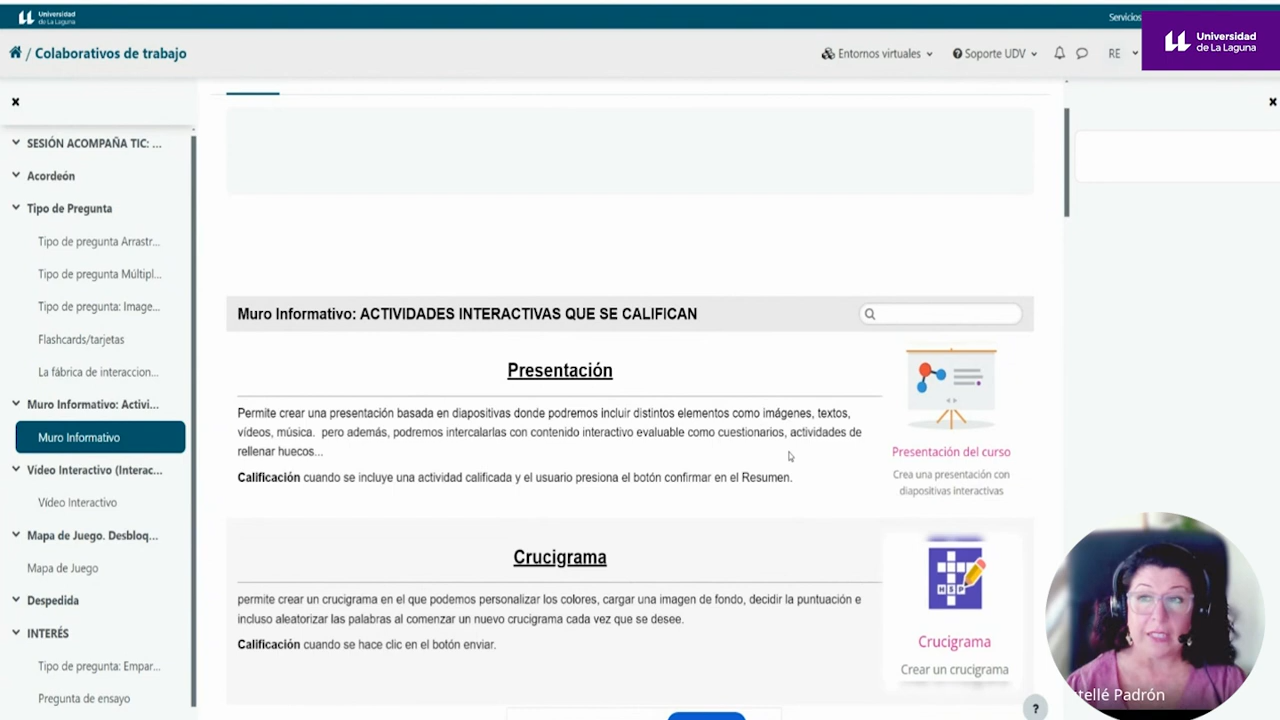 Universidad
de La Laguna
Servicios
Universidad
de La Laguna
/ Colaborativos de trabajo
Entornos virtuales
Soporte UDV
RE
SESIÓN ACOMPAÑA TIC: ...
Acordeón
Tipo de Pregunta
Tipo de pregunta Arrastr...
Tipo de pregunta Múltipl...
Tipo de pregunta: Image...
Flashcards/tarjetas
La fábrica de interaccion...
Muro Informativo: Activi...
Muro Informativo
Vídeo Interactivo (Interac...
Vídeo Interactivo
Mapa de Juego. Desbloq...
Mapa de Juego
Despedida
INTERÉS
Tipo de pregunta: Empar...
Pregunta de ensayo
Muro Informativo: ACTIVIDADES INTERACTIVAS QUE SE CALIFICAN
Presentación
Permite crear una presentación basada en diapositivas donde podremos incluir distintos elementos como imágenes, textos,
vídeos, música. pero además, podremos intercalarlas con contenido interactivo evaluable como cuestionarios, actividades de
rellenar huecos...
Calificación cuando se incluye una actividad calificada y el usuario presiona el botón confirmar en el Resumen.
Presentación del curso
Crea una presentación con
diapositivas interactivas
Crucigrama
permite crear un crucigrama en el que podemos personalizar los colores, cargar una imagen de fondo, decidir la puntuación e
incluso aleatorizar las palabras al comenzar un nuevo crucigrama cada vez que se desee.
Calificación cuando se hace clic en el botón enviar.
H5P
Crucigrama
Crear un crucigrama
?
stellé Padrón